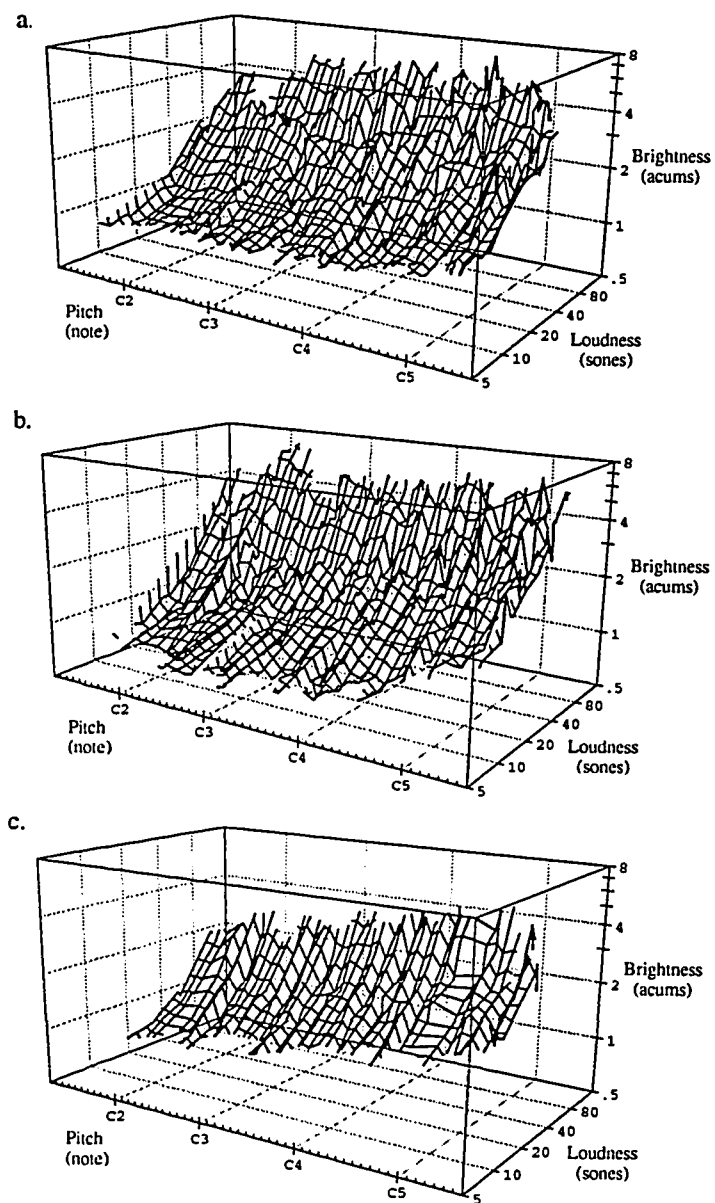 a.
8
4
Brightness
(acums)
2
1
.5
80
40
20
10
5
Loudness
(sones)
Pitch
(note)
C2
C3
C4
C5
b.
8
4
Brightness
(acums)
2
1
.5
80
40
20
10
5
Loudness
(sones)
Pitch
(note)
C2
C3
C4
C5
c.
8
4
Brightness
(acums)
2
1
.5
80
40
20
10
5
Loudness
(sones)
Pitch
(note)
C2
C3
C4
C5